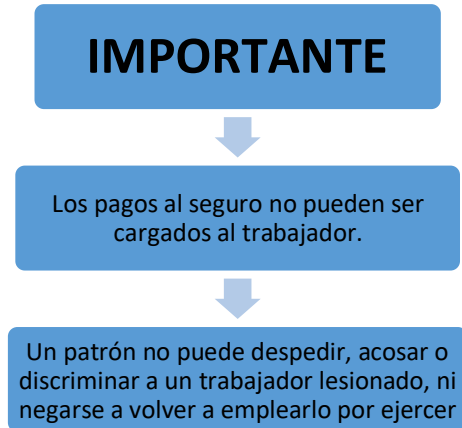 IMPORTANTE
Los pagos al seguro no pueden ser
cargados al trabajador.
Un patrón no puede despedir, acosar o
discriminar a un trabajador lesionado, ni
negarse a volver a emplearlo por ejercer